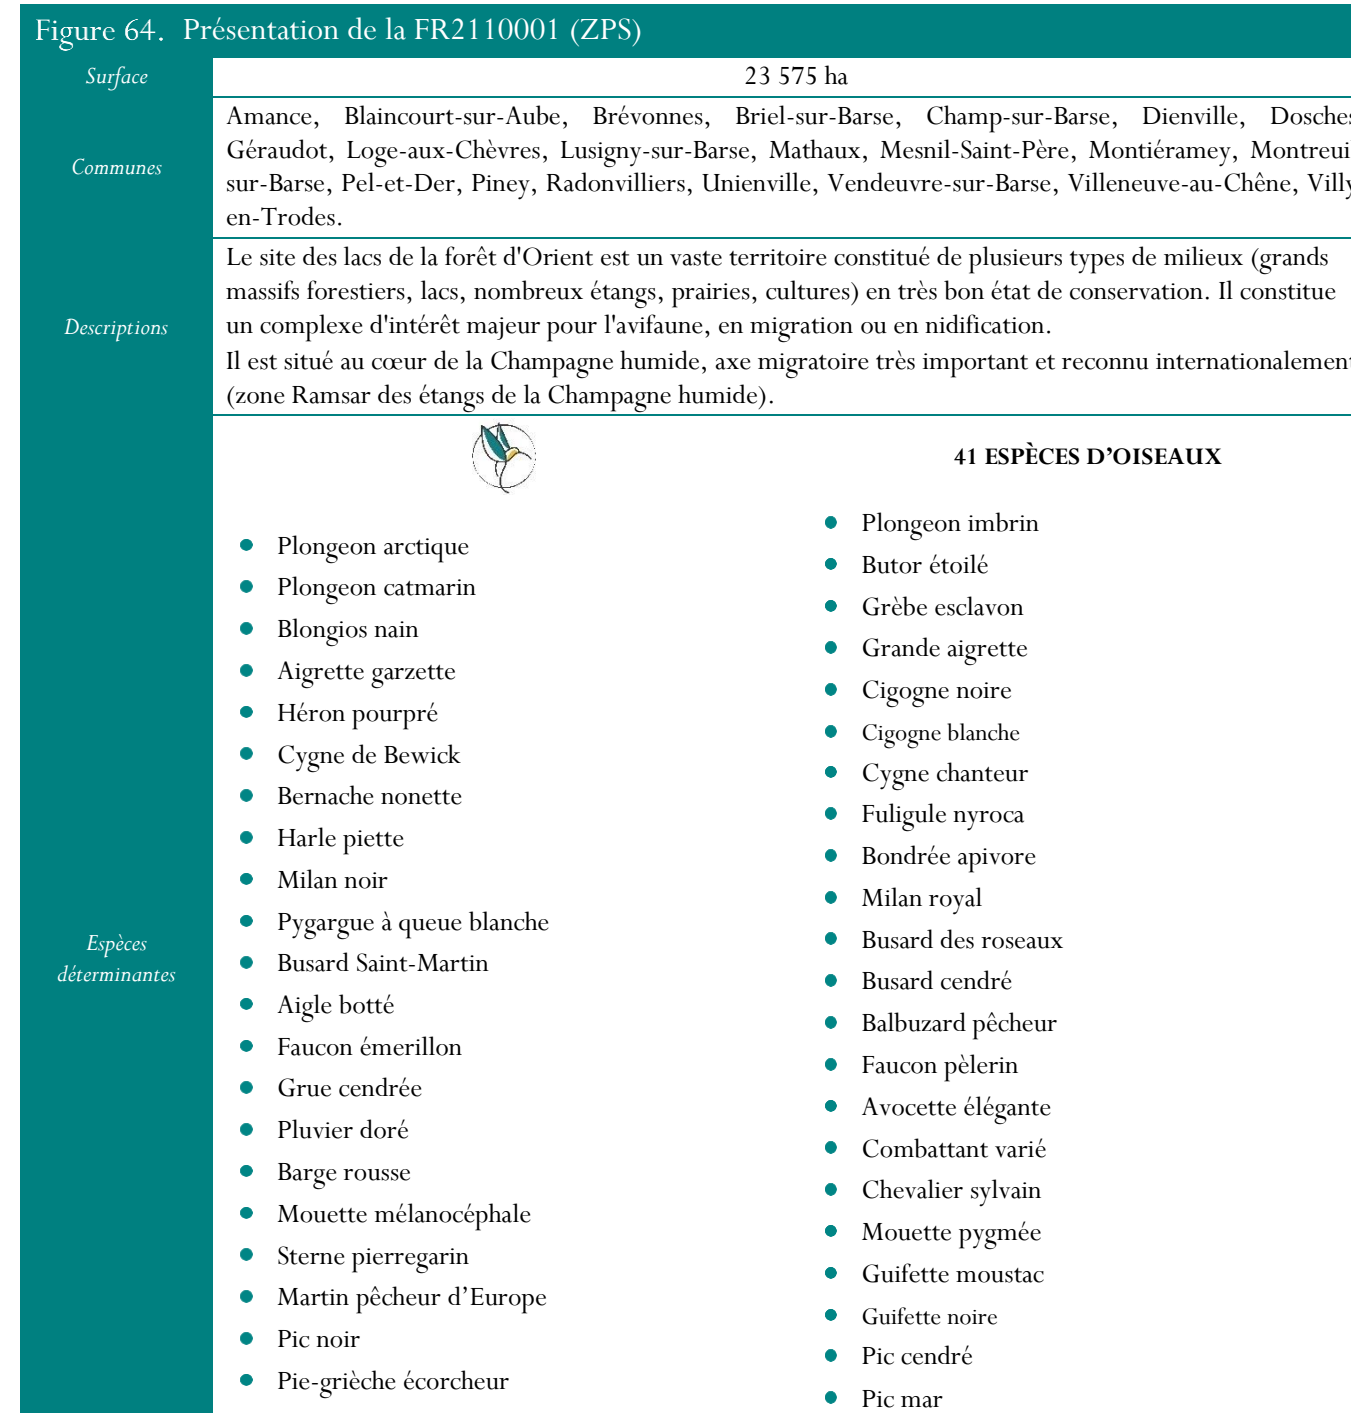 Figure 64. Présentation de la FR2110001 (ZPS)
Surface
23 575 ha
Communes
Amance, Blaincourt-sur-Aube, Brévonnes, Briel-sur-Barse, Champ-sur-Barse, Dienville, Dosches
Géraudot, Loge-aux-Chèvres, Lusigny-sur-Barse, Mathaux, Mesnil-Saint-Père, Montiéramey, Montreui
sur-Barse, Pel-et-Der, Piney, Radonvilliers, Unienville, Vendeuvre-sur-Barse, Villeneuve-au-Chêne, Villy
en-Trodes.
Descriptions
Le site des lacs de la forêt d'Orient est un vaste territoire constitué de plusieurs types de milieux (grands
massifs forestiers, lacs, nombreux étangs, prairies, cultures) en très bon état de conservation. Il constitue
un complexe d'intérêt majeur pour l'avifaune, en migration ou en nidification.
Il est situé au cœur de la Champagne humide, axe migratoire très important et reconnu internationalement
(zone Ramsar des étangs de la Champagne humide).
Espèces
déterminantes
41 ESPÈCES D’OISEAUX
Plongeon arctique
Plongeon catmarin
Blongios nain
Aigrette garzette
Héron pourpré
Cygne de Bewick
Bernache nonette
Harle piette
Milan noir
Pygargue à queue blanche
Busard Saint-Martin
Aigle botté
Faucon émerillon
Grue cendrée
Pluvier doré
Barge rousse
Mouette mélanocéphale
Sterne pierregarin
Martin pêcheur d’Europe
Pic noir
Pie-grièche écorcheur
Plongeon imbrin
Butor étoilé
Grèbe esclavon
Grande aigrette
Cigogne noire
Cigogne blanche
Cygne chanteur
Fuligule nyroca
Bondrée apivore
Milan royal
Busard des roseaux
Busard cendré
Balbuzard pêcheur
Faucon pèlerin
Avocette élégante
Combattant varié
Chevalier sylvain
Mouette pygmée
Guifette moustac
Guifette noire
Pic cendré
Pic mar